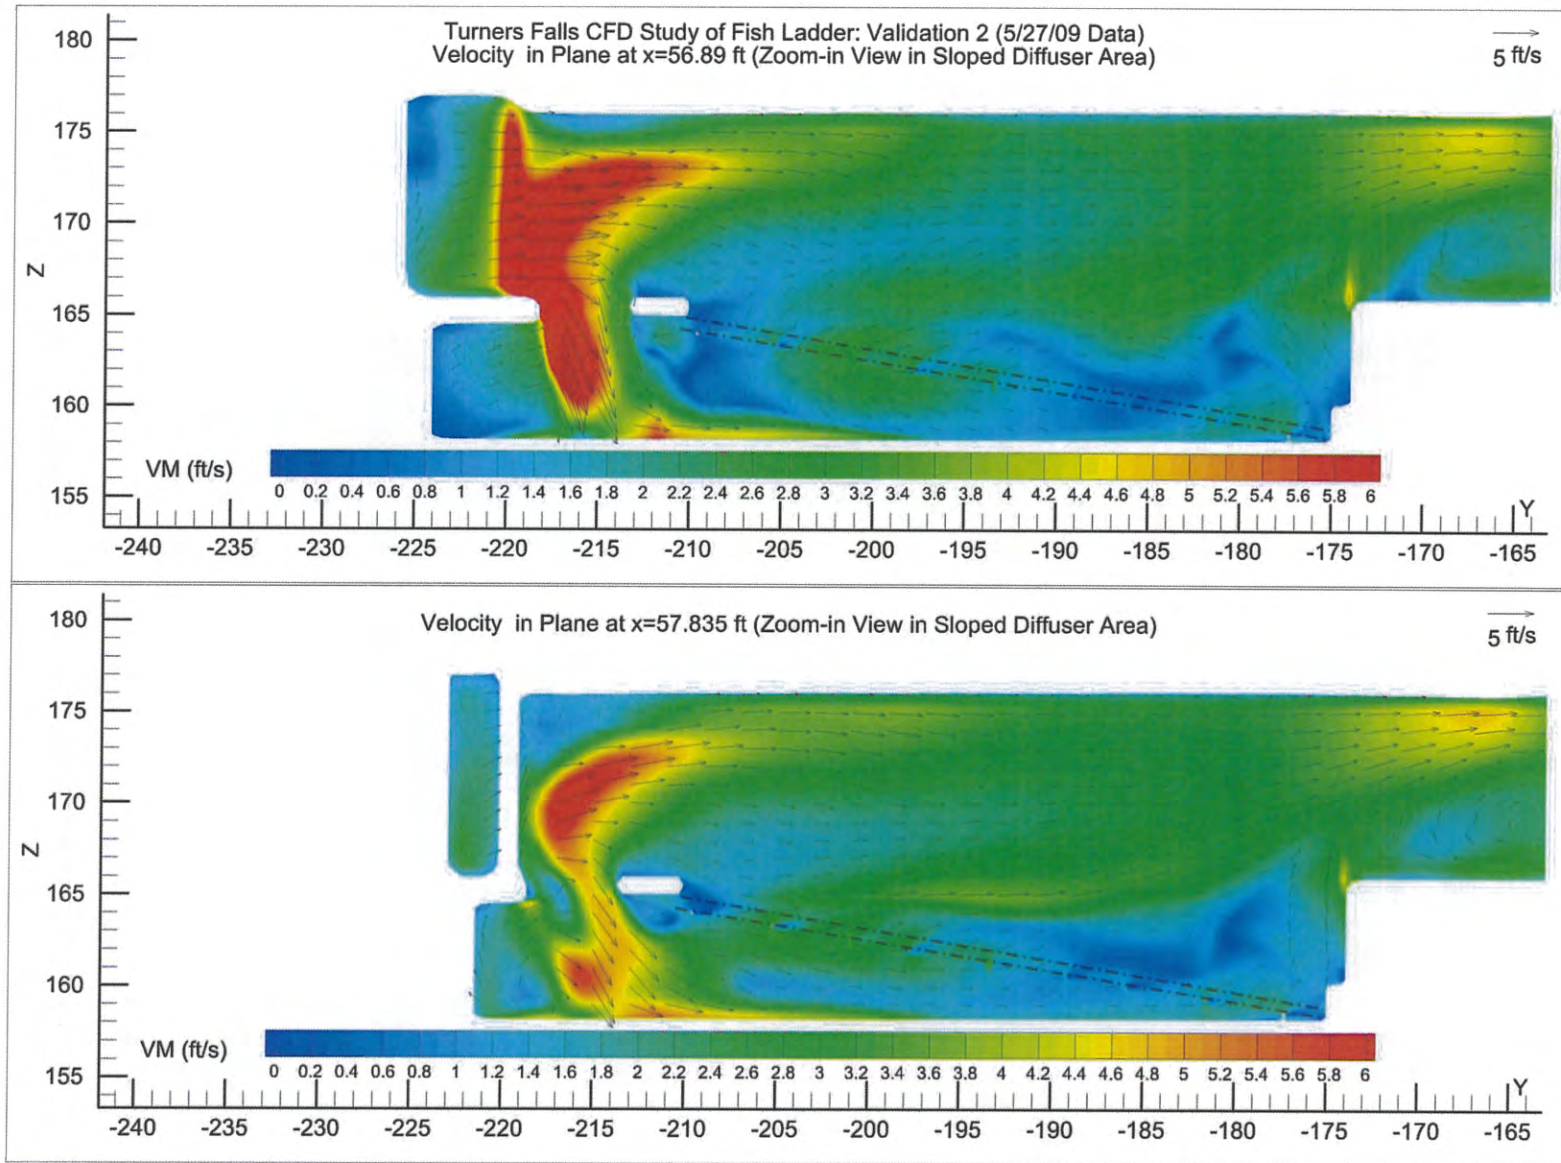 Turners Falls CFD Study of Fish Ladder: Validation 2 (5/27/09 Data)
Velocity in Plane at x=56.89 ft (Zoom-in View in Sloped Diffuser Area)
5 ft/s
180
175
170
165
160
155
Z
VM (ft/s)
0 0.2 0.4 0.6 0.8 1 1.2 1.4 1.6 1.8 2 2.2 2.4 2.6 2.8 3 3.2 3.4 3.6 3.8 4 4.2 4.4 4.6 4.8 5 5.2 5.4 5.6 5.8 6
Y
-240 -235 -230 -225 -220 -215 -210 -205 -200 -195 -190 -185 -180 -175 -170 -165
Velocity in Plane at x=57.835 ft (Zoom-in View in Sloped Diffuser Area)
5 ft/s
180
175
170
165
160
155
Z
VM (ft/s)
0 0.2 0.4 0.6 0.8 1 1.2 1.4 1.6 1.8 2 2.2 2.4 2.6 2.8 3 3.2 3.4 3.6 3.8 4 4.2 4.4 4.6 4.8 5 5.2 5.4 5.6 5.8 6
Y
-240 -235 -230 -225 -220 -215 -210 -205 -200 -195 -190 -185 -180 -175 -170 -165